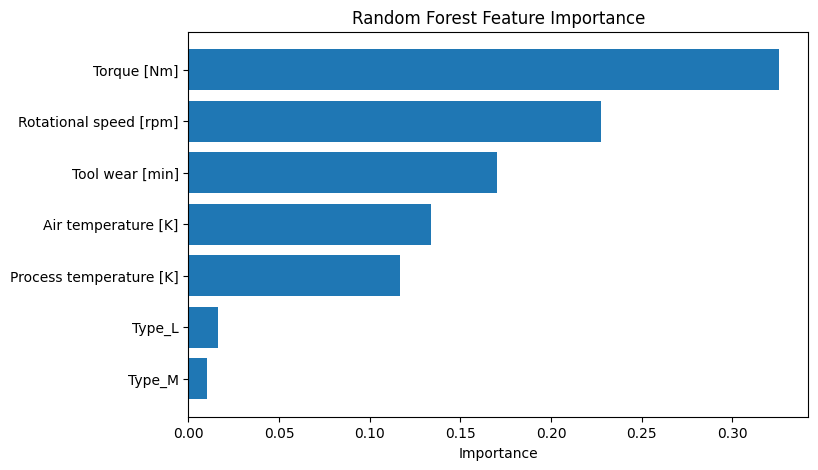 Random Forest Feature Importance
Torque [Nm]
Rotational speed [rpm]
Tool wear [min]
Air temperature [K]
Process temperature [K]
Type_L
Type_M
0.00 0.05 0.10 0.15 0.20 0.25 0.30
Importance